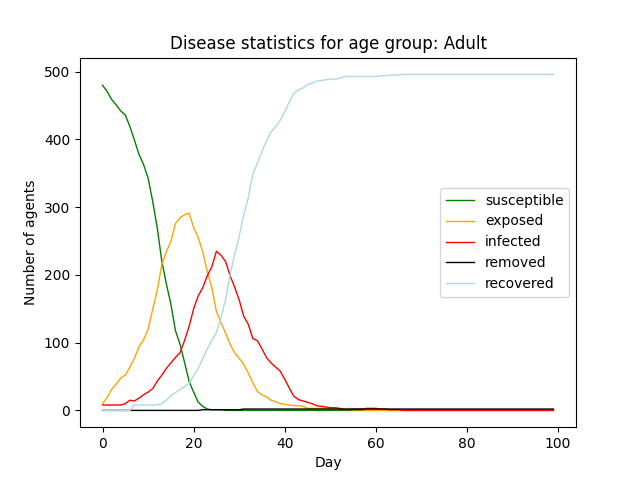 Disease statistics for age group: Adult
Number of agents
500
400
300
200
100
0
susceptible
exposed
infected
removed
recovered
0 20 40 60 80 100
Day